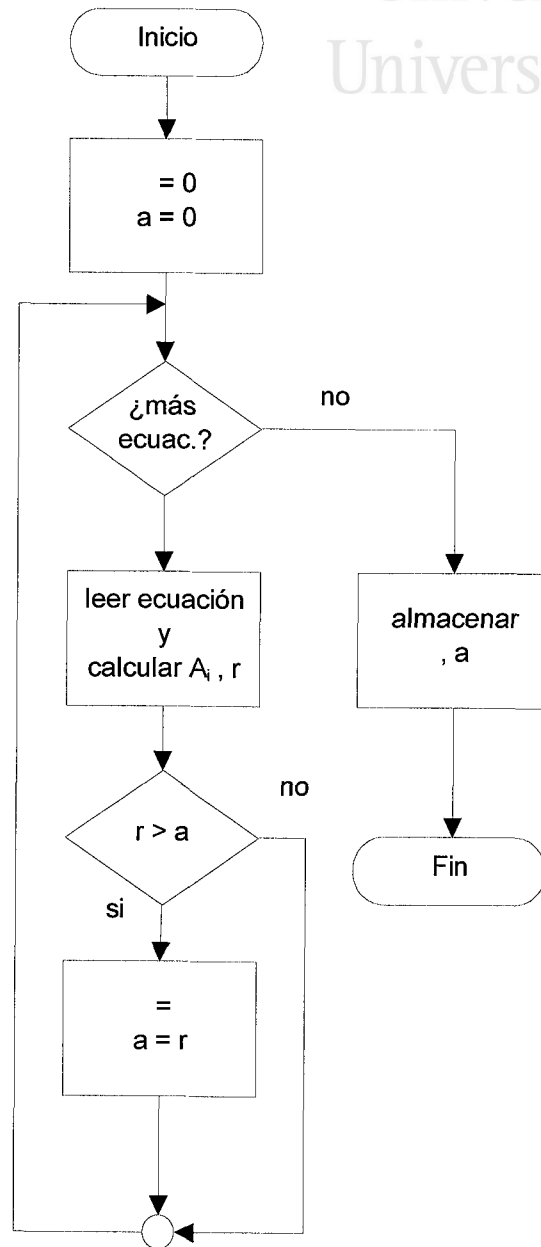 Univers
Inicio
= 0
a = 0
¿más
ecuac.?
no
leer ecuación
y
calcular Aᵢ , r
almacenar
, a
r > a
no
si
Fin
=
a = r